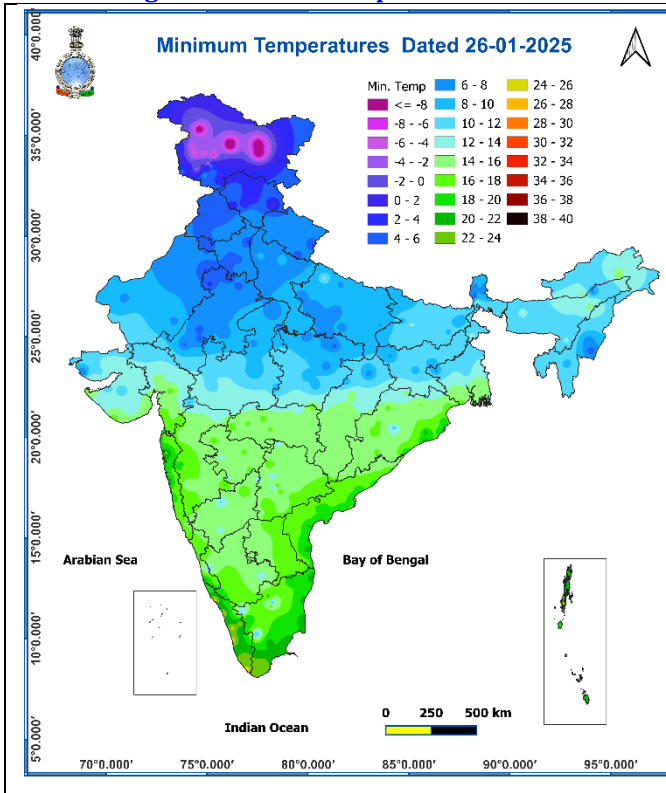 Minimum Temperatures Dated 26-01-2025
Min. Temp
<= -8
-8 - -6
-6 - -4
-4 - -2
-2 - 0
0 - 2
2 - 4
4 - 6
6 - 8
8 - 10
10 - 12
12 - 14
14 - 16
16 - 18
18 - 20
20 - 22
22 - 24
24 - 26
26 - 28
28 - 30
30 - 32
32 - 34
34 - 36
36 - 38
38 - 40
40°0.000'
35°0.000'
30°0.000'
25°0.000'
20°0.000'
15°0.000'
10°0.000'
5°0.000'
Arabian Sea
Bay of Bengal
Indian Ocean
0 250 500 km
70°0.000' 75°0.000' 80°0.000' 85°0.000' 90°0.000' 95°0.000'